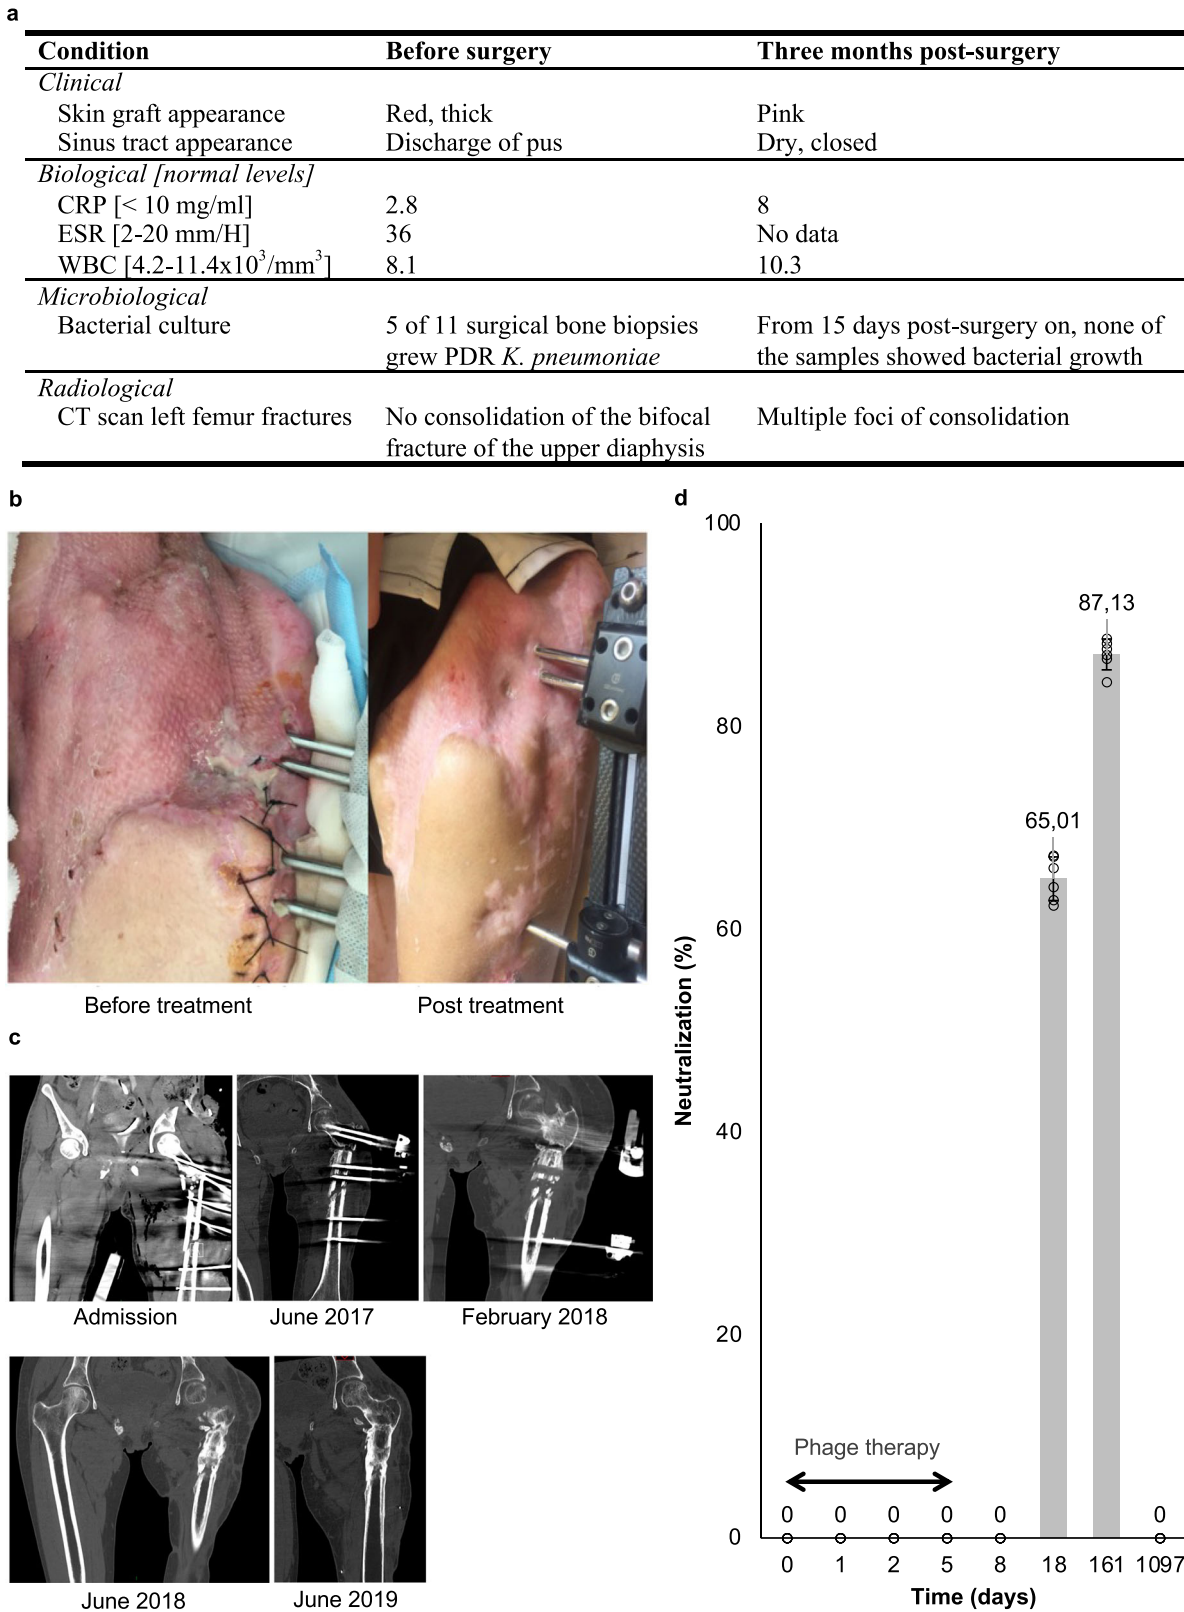 a
Condition Before surgery Three months post-surgery
Clinical
Skin graft appearance Red, thick Pink
Sinus tract appearance Discharge of pus Dry, closed
Biological [normal levels]
CRP [< 10 mg/ml] 2.8 8
ESR [2-20 mm/H] 36 No data
WBC [4.2-11.4x10³/mm³] 8.1 10.3
Microbiological
Bacterial culture 5 of 11 surgical bone biopsies From 15 days post-surgery on, none of
grew PDR K. pneumoniae the samples showed bacterial growth
Radiological
CT scan left femur fractures No consolidation of the bifocal Multiple foci of consolidation
fracture of the upper diaphysis
b
Before treatment Post treatment
c
Admission June 2017 February 2018
June 2018 June 2019
d
100
80
60
40
20
0
Neutralization (%)
87,13
65,01
Phage therapy
0 0 0 0 0 0
0 1 2 5 8 18 161 1097
Time (days)